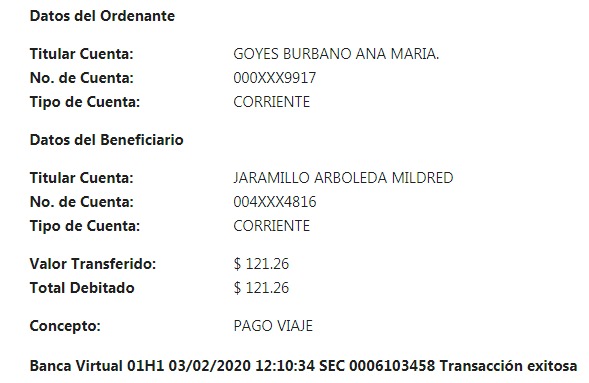 Datos del Ordenante
Titular Cuenta: GOYES BURBANO ANA MARIA.
No. de Cuenta: 000XXX9917
Tipo de Cuenta: CORRIENTE
Datos del Beneficiario
Titular Cuenta: JARAMILLO ARBOLEDA MILDRED
No. de Cuenta: 004XXX4816
Tipo de Cuenta: CORRIENTE
Valor Transferido: $ 121.26
Total Debitado $ 121.26
Concepto: PAGO VIAJE
Banca Virtual 01H1 03/02/2020 12:10:34 SEC 0006103458 Transacción exitosa